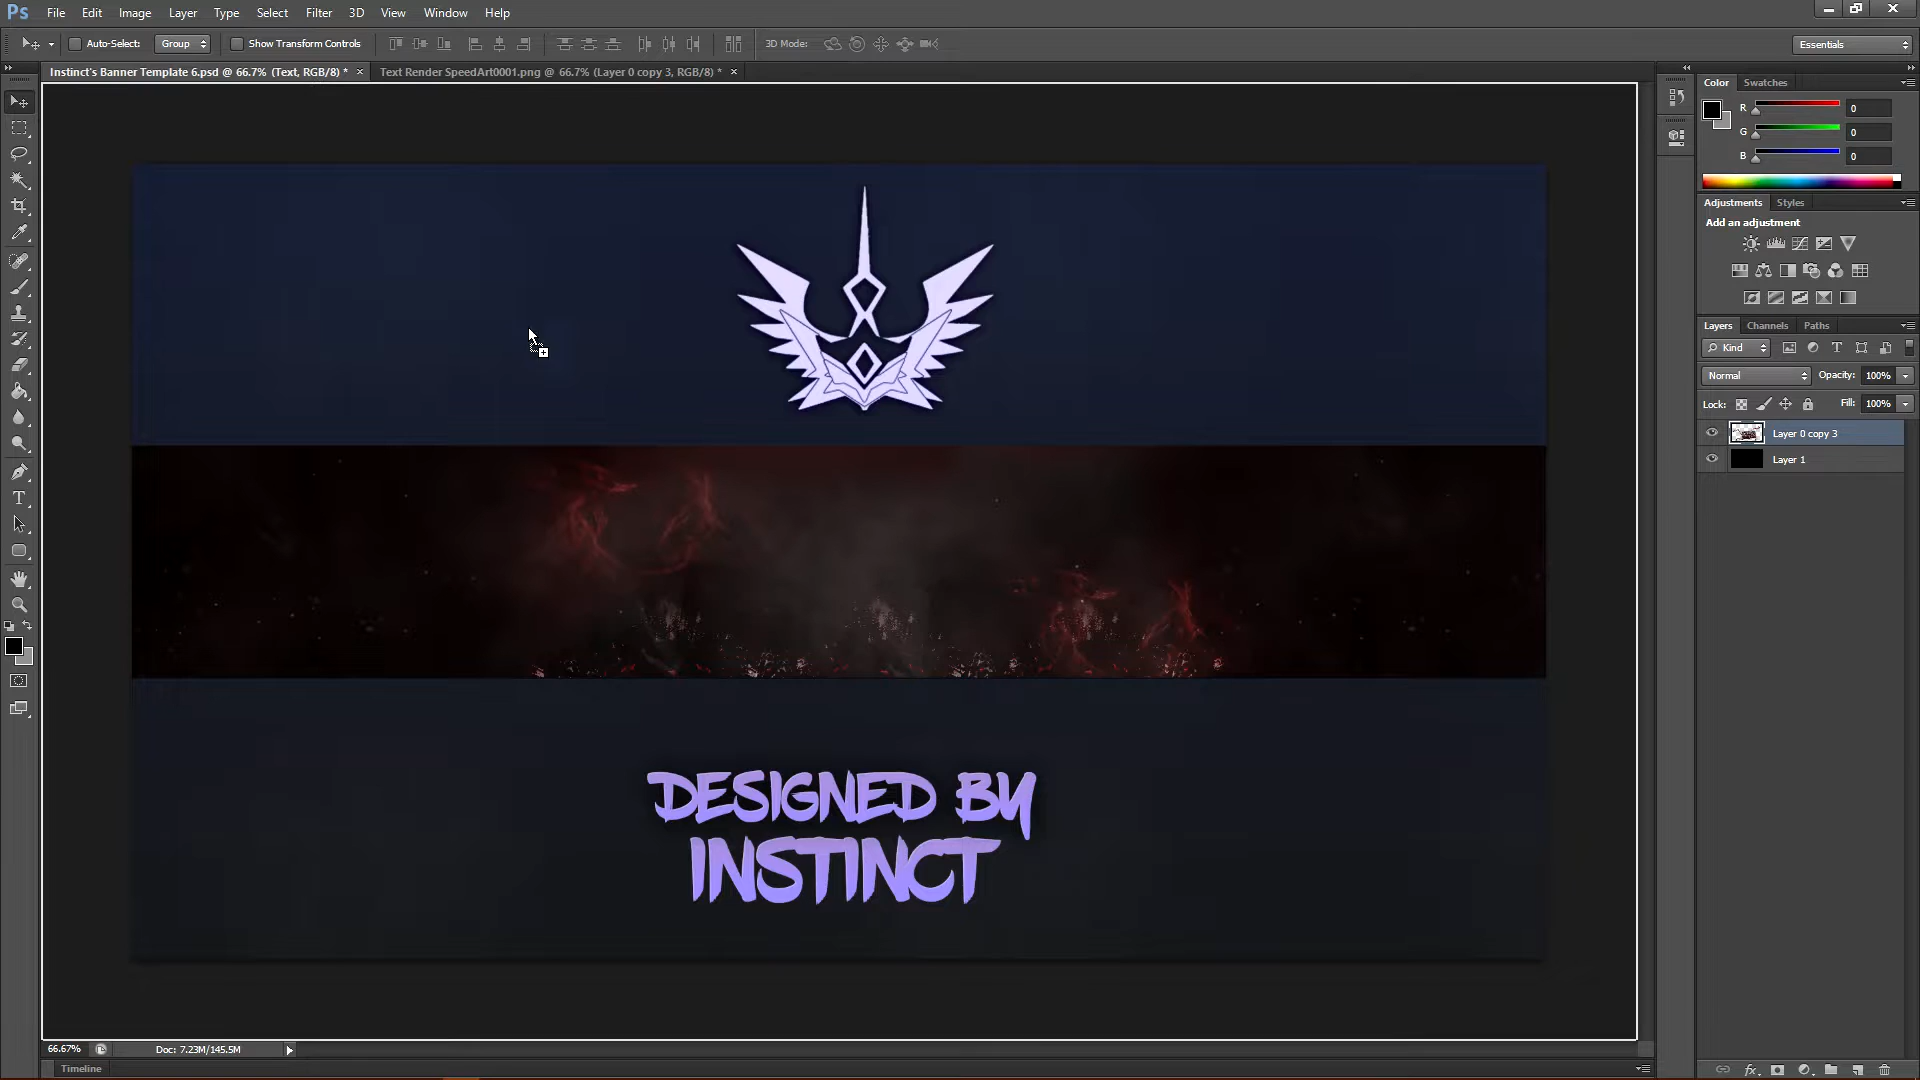 Ps File Edit Image Layer Type Select Filter 3D View Window Help
Auto-Select: Group Show Transform Controls 3D Mode: Essentials
Instinct's Banner Template 6.psd @ 66.7% (Text, RGB/8) * × Text Render SpeedArt0001.png @ 66.7% (Layer 0 copy 3, RGB/8) * ×
Color Swatches
R 0
G 0
B 0
Adjustments Styles
Add an adjustment
Layers Channels Paths
Kind
Normal Opacity: 100%
Lock: Fill: 100%
Layer 0 copy 3
Layer 1
DESIGNED BY
INSTINCT
66.67% Doc: 7.23M/145.5M
Timeline